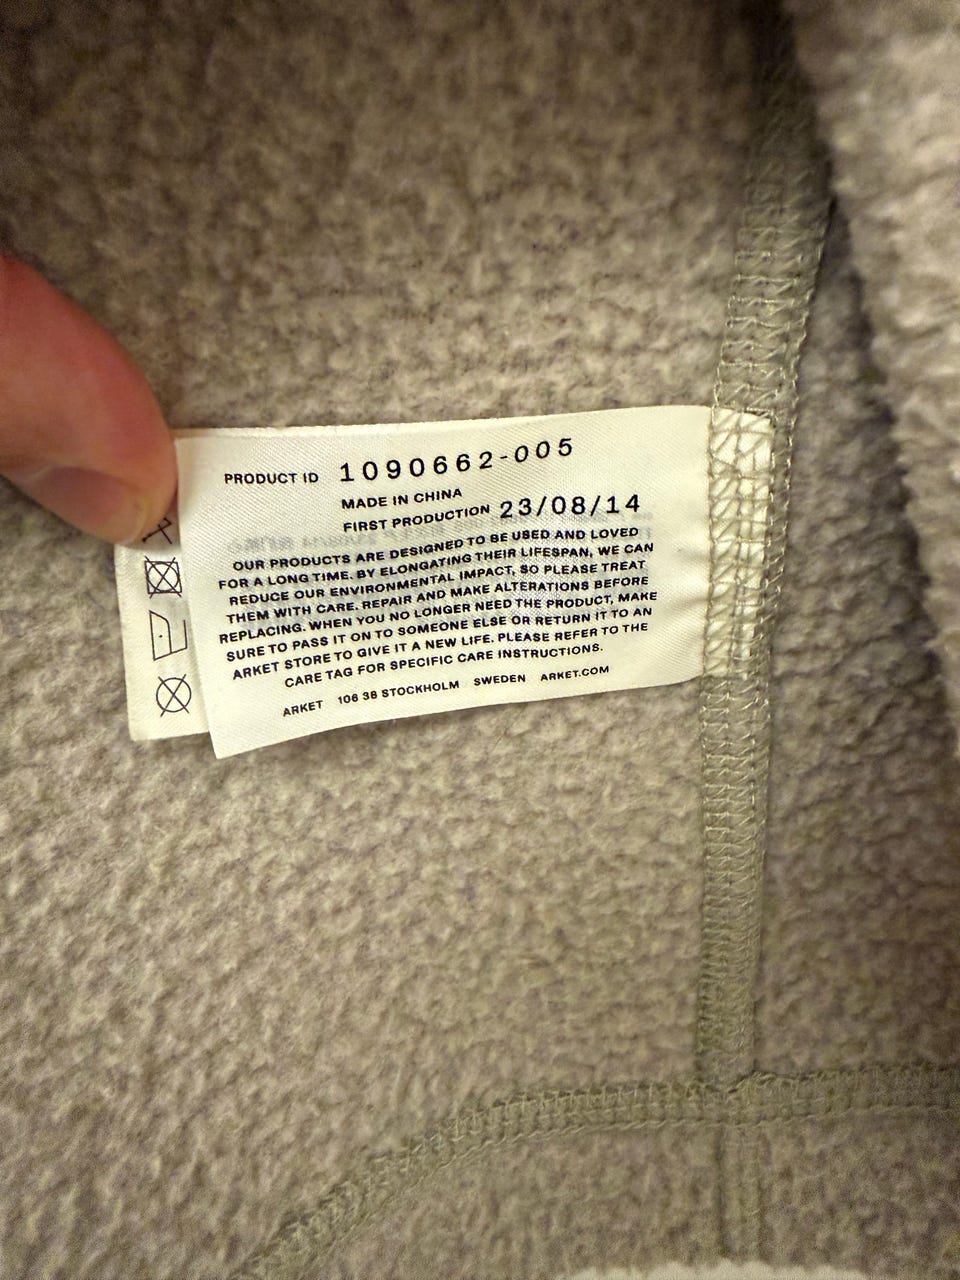 PRODUCT ID 1090662-005
MADE IN CHINA
FIRST PRODUCTION 23/08/14
OUR PRODUCTS ARE DESIGNED TO BE USED AND LOVED
FOR A LONG TIME. BY ELONGATING THEIR LIFESPAN, WE CAN
REDUCE OUR ENVIRONMENTAL IMPACT, SO PLEASE TREAT
THEM WITH CARE. REPAIR AND MAKE ALTERATIONS BEFORE
REPLACING. WHEN YOU NO LONGER NEED THE PRODUCT, MAKE
SURE TO PASS IT ON TO SOMEONE ELSE OR RETURN IT TO AN
ARKET STORE TO GIVE IT A NEW LIFE. PLEASE REFER TO THE
CARE TAG FOR SPECIFIC CARE INSTRUCTIONS.
ARKET 106 38 STOCKHOLM SWEDEN ARKET.COM